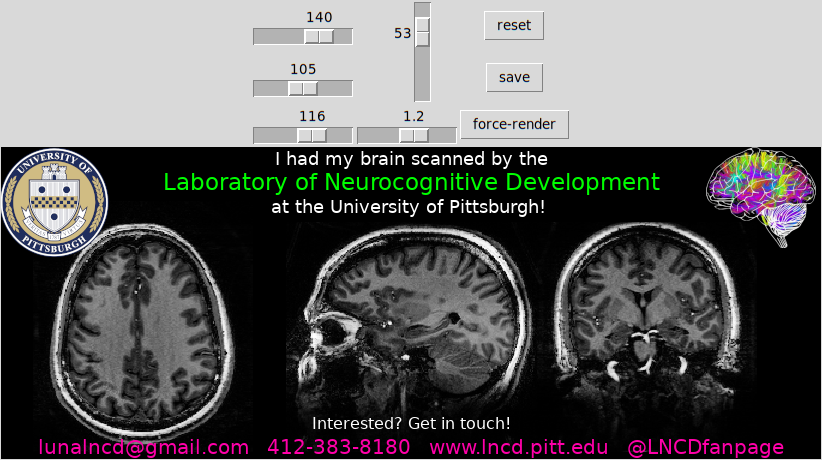 140
53
reset
105
save
116
1.2
force-render
I had my brain scanned by the
Laboratory of Neurocognitive Development
at the University of Pittsburgh!
UNIVERSITY OF
PITTSBURGH
Interested? Get in touch!
lunalncd@gmail.com 412-383-8180 www.lncd.pitt.edu @LNCDfanpage